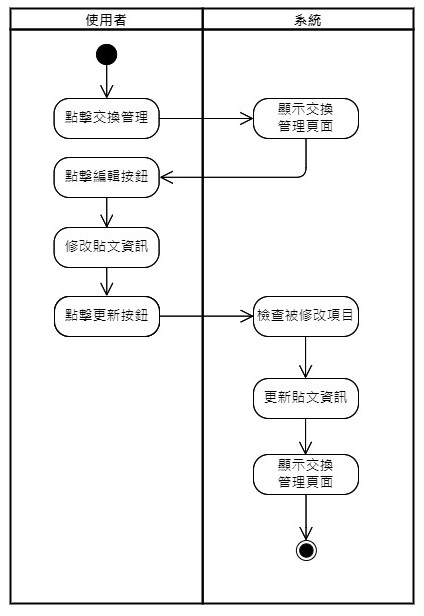 使用者
系統
點擊交換管理
顯示交換
管理頁面
點擊編輯按鈕
修改貼文資訊
點擊更新按鈕
檢查被修改項目
更新貼文資訊
顯示交換
管理頁面